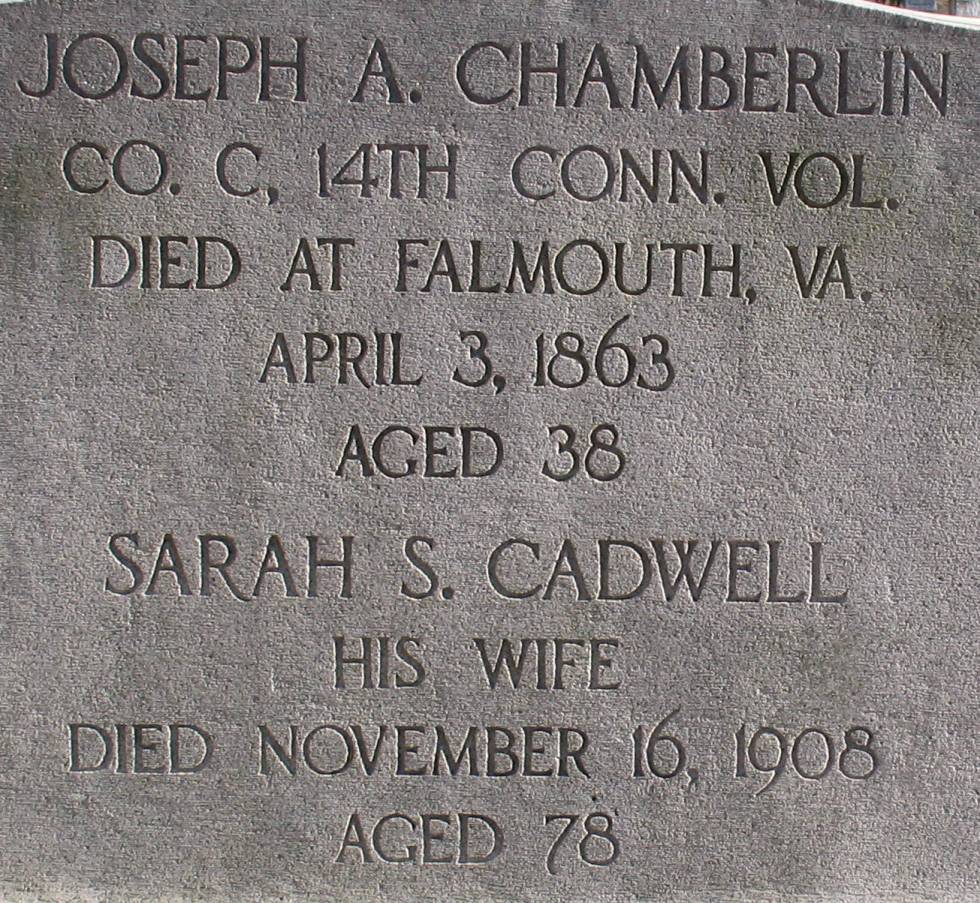 JOSEPH A. CHAMBERLIN
CO. C, 14TH CONN. VOL.
DIED AT FALMOUTH, VA.
APRIL 3, 1863
AGED 38
SARAH S. CADWELL
HIS WIFE
DIED NOVEMBER 16, 1908
AGED 78